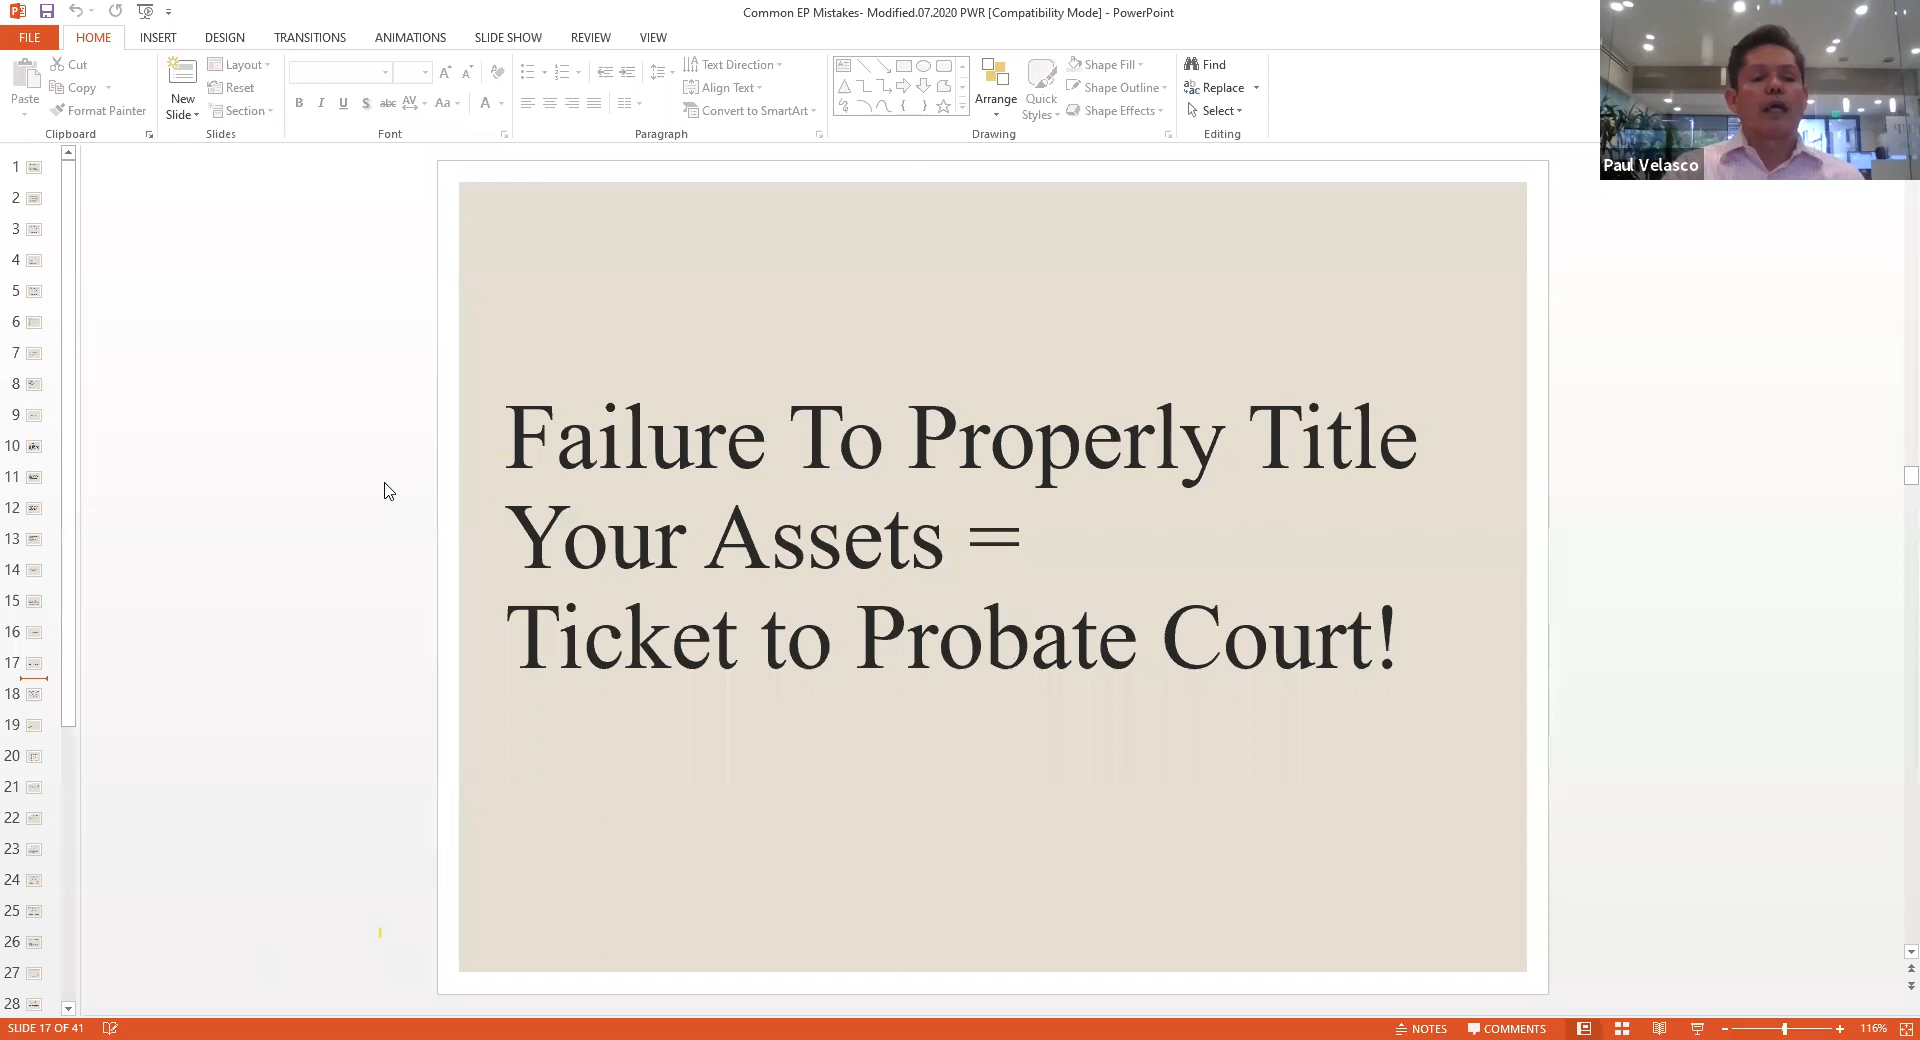 Common EP Mistakes- Modified.07.2020 PWR [Compatibility Mode] - PowerPoint
FILE HOME INSERT DESIGN TRANSITIONS ANIMATIONS SLIDE SHOW REVIEW VIEW
Paste
Cut
Copy
Format Painter
Clipboard
New
Slide
Layout
Reset
Section
Slides
B I U S abc AV Aa A
Font
Text Direction
Align Text
Convert to SmartArt
Paragraph
Arrange
Quick
Styles
Shape Fill
Shape Outline
Shape Effects
Drawing
Find
Replace
Select
Editing
Paul Velasco
1
2
3
4
5
6
7
8
9
10
11
12
13
14
15
16
17
18
19
20
21
22
23
24
25
26
27
28
Failure To Properly Title
Your Assets =
Ticket to Probate Court!
SLIDE 17 OF 41
NOTES COMMENTS 116%